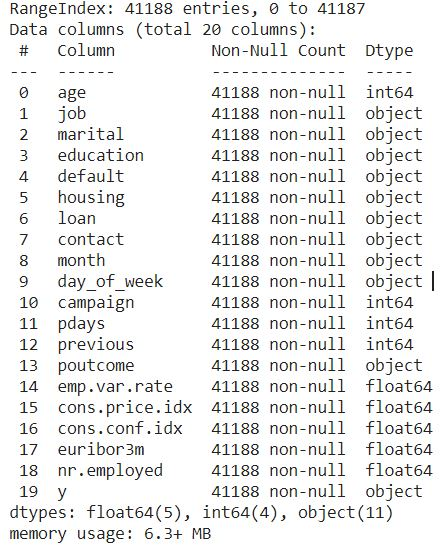 RangeIndex: 41188 entries, 0 to 41187
Data columns (total 20 columns):
 #   Column          Non-Null Count  Dtype
---  ------          --------------  -----
 0   age             41188 non-null  int64
 1   job             41188 non-null  object
 2   marital         41188 non-null  object
 3   education       41188 non-null  object
 4   default         41188 non-null  object
 5   housing         41188 non-null  object
 6   loan            41188 non-null  object
 7   contact         41188 non-null  object
 8   month           41188 non-null  object
 9   day_of_week     41188 non-null  object
 10  campaign        41188 non-null  int64
 11  pdays           41188 non-null  int64
 12  previous        41188 non-null  int64
 13  poutcome        41188 non-null  object
 14  emp.var.rate    41188 non-null  float64
 15  cons.price.idx  41188 non-null  float64
 16  cons.conf.idx   41188 non-null  float64
 17  euribor3m       41188 non-null  float64
 18  nr.employed     41188 non-null  float64
 19  y               41188 non-null  object
dtypes: float64(5), int64(4), object(11)
memory usage: 6.3+ MB